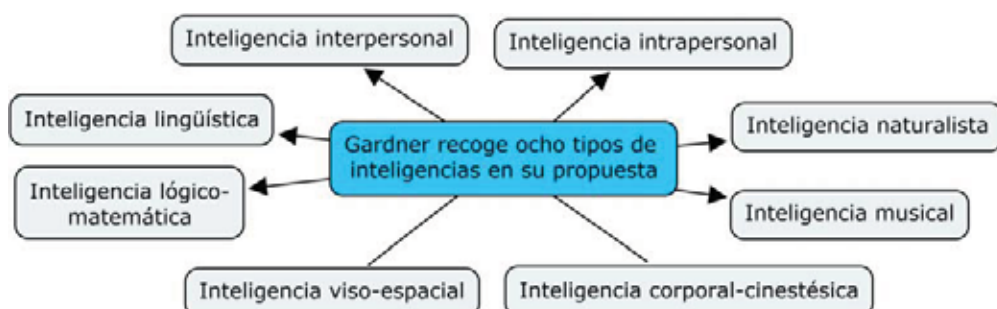 Inteligencia interpersonal
Inteligencia intrapersonal
Inteligencia lingüística
Gardner recoge ocho tipos de
inteligencias en su propuesta
Inteligencia naturalista
Inteligencia lógico-
matemática
Inteligencia musical
Inteligencia viso-espacial
Inteligencia corporal-cinestésica